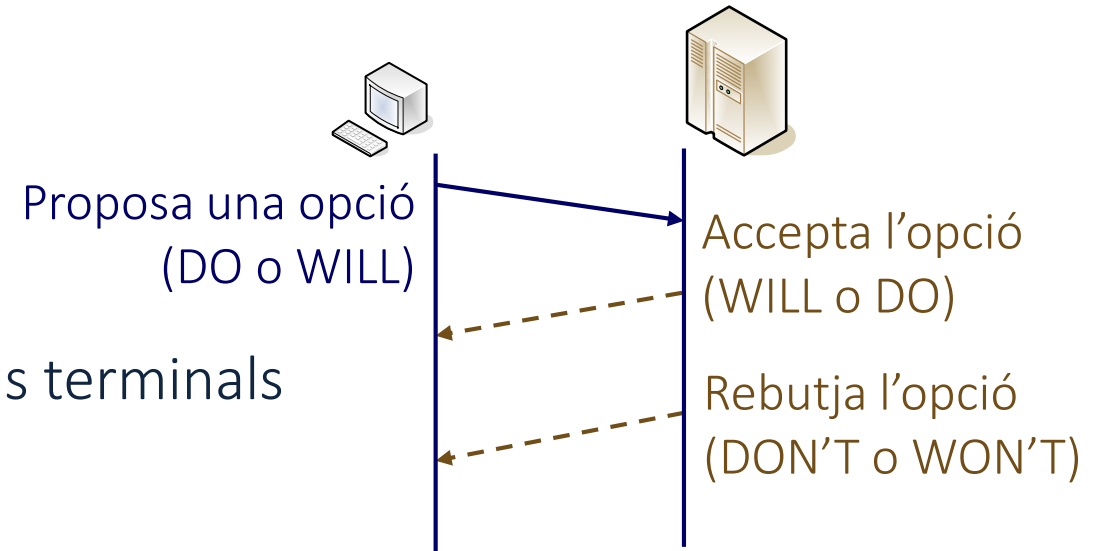 Proposa una opció
(DO o WILL)
Accepta l’opció
(WILL o DO)
s terminals
Rebutja l’opció
(DON’T o WON’T)